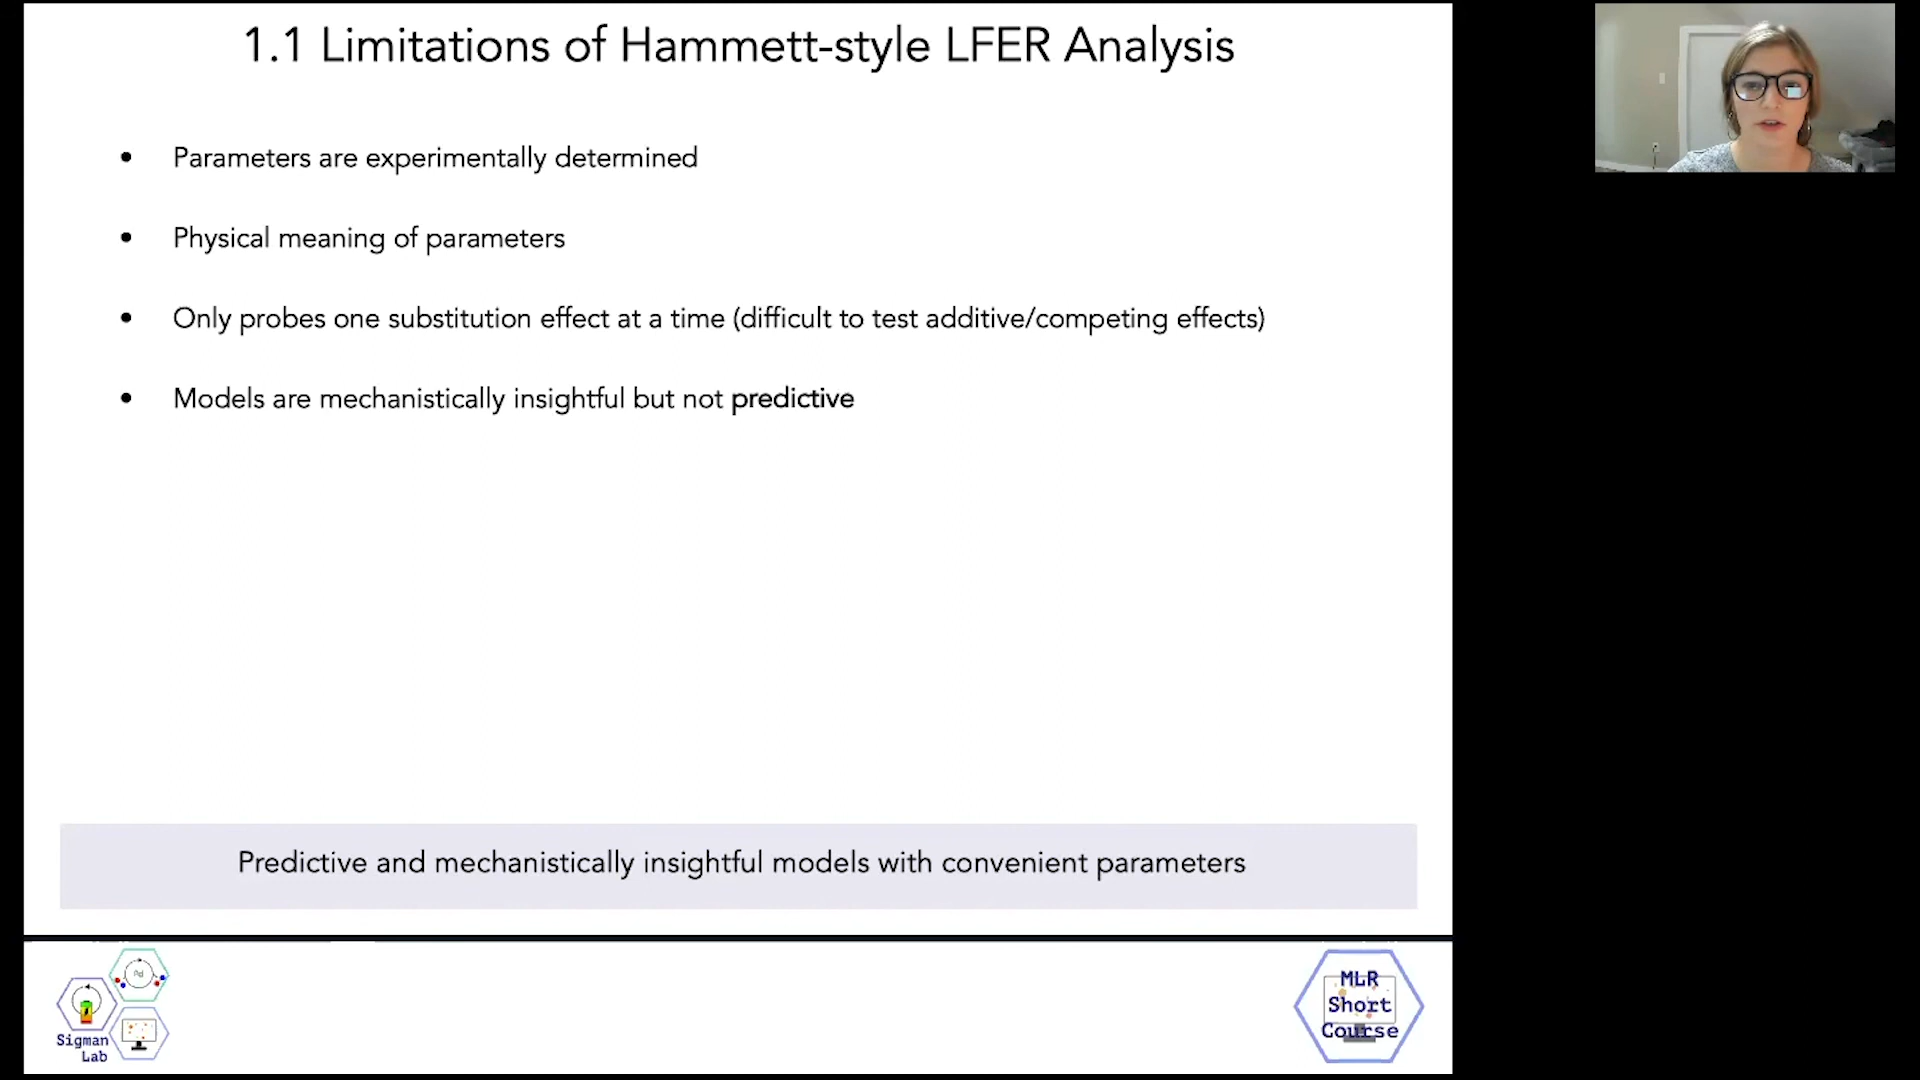 1.1 Limitations of Hammett-style LFER Analysis
• Parameters are experimentally determined
• Physical meaning of parameters
• Only probes one substitution effect at a time (difficult to test additive/competing effects)
• Models are mechanistically insightful but not predictive
Predictive and mechanistically insightful models with convenient parameters
Pd
Sigman
Lab
MLR
Short
Course